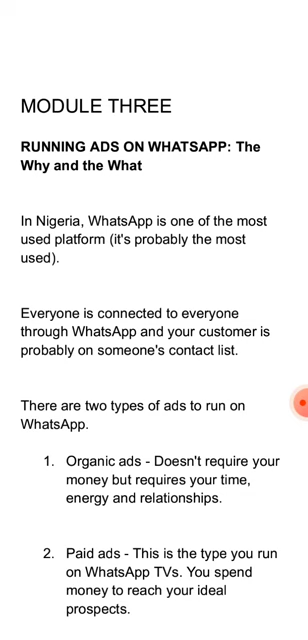 MODULE THREE
RUNNING ADS ON WHATSAPP: The
Why and the What
In Nigeria, WhatsApp is one of the most
used platform (it's probably the most
used).
Everyone is connected to everyone
through WhatsApp and your customer is
probably on someone's contact list.
There are two types of ads to run on
WhatsApp.
1. Organic ads - Doesn't require your
money but requires your time,
energy and relationships.
2. Paid ads - This is the type you run
on WhatsApp TVs. You spend
money to reach your ideal
prospects.